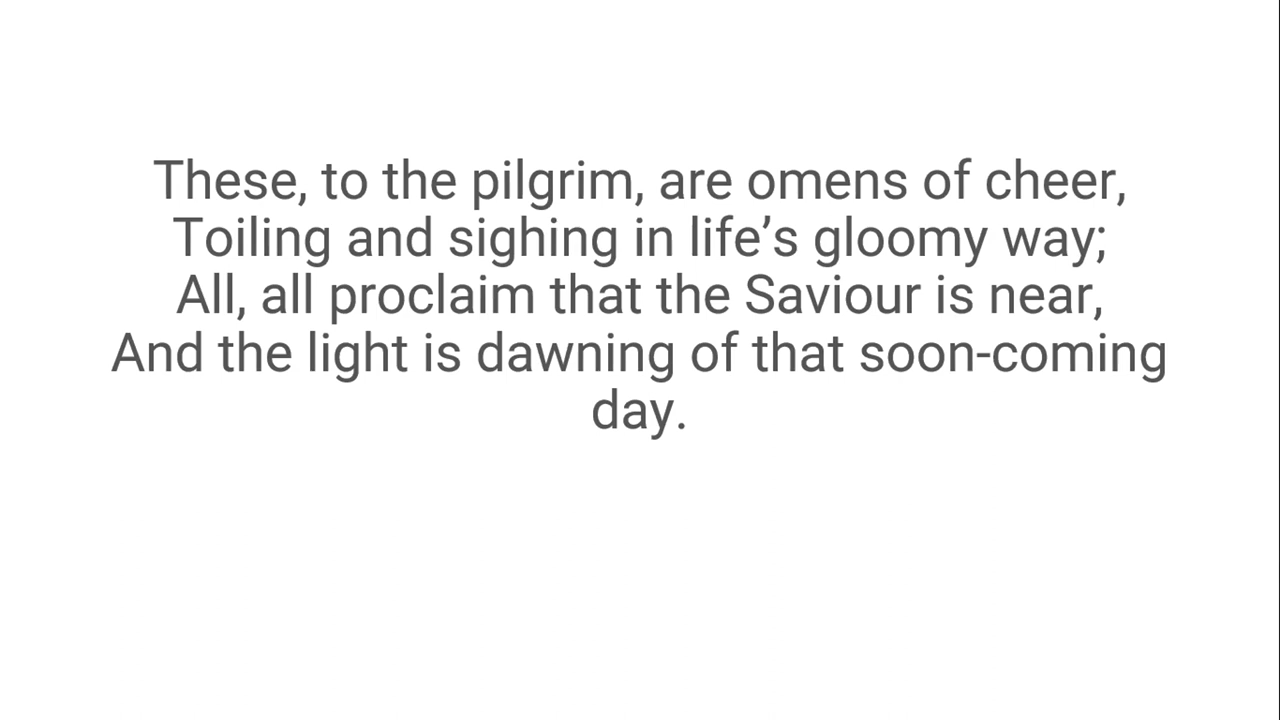 These, to the pilgrim, are omens of cheer,
Toiling and sighing in life’s gloomy way;
All, all proclaim that the Saviour is near,
And the light is dawning of that soon-coming
day.